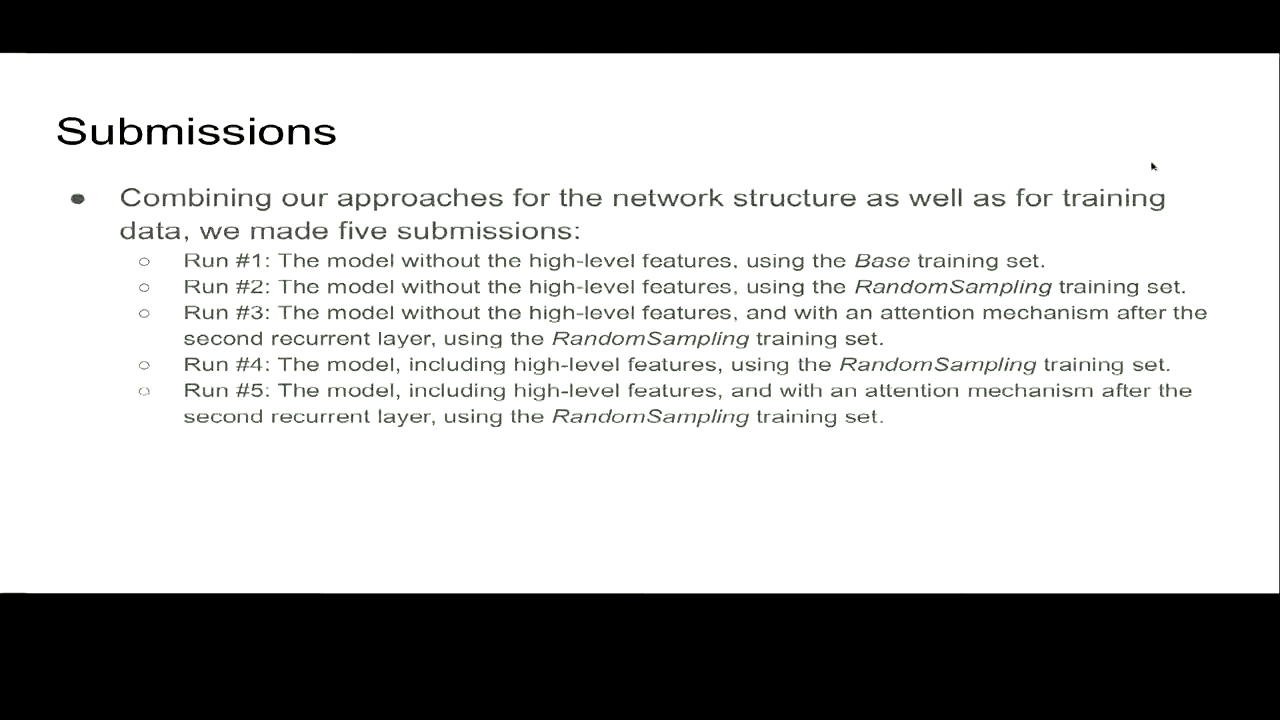 Submissions
● Combining our approaches for the network structure as well as for training
data, we made five submissions:
○ Run #1: The model without the high-level features, using the Base training set.
○ Run #2: The model without the high-level features, using the RandomSampling training set.
○ Run #3: The model without the high-level features, and with an attention mechanism after the
second recurrent layer, using the RandomSampling training set.
○ Run #4: The model, including high-level features, using the RandomSampling training set.
○ Run #5: The model, including high-level features, and with an attention mechanism after the
second recurrent layer, using the RandomSampling training set.